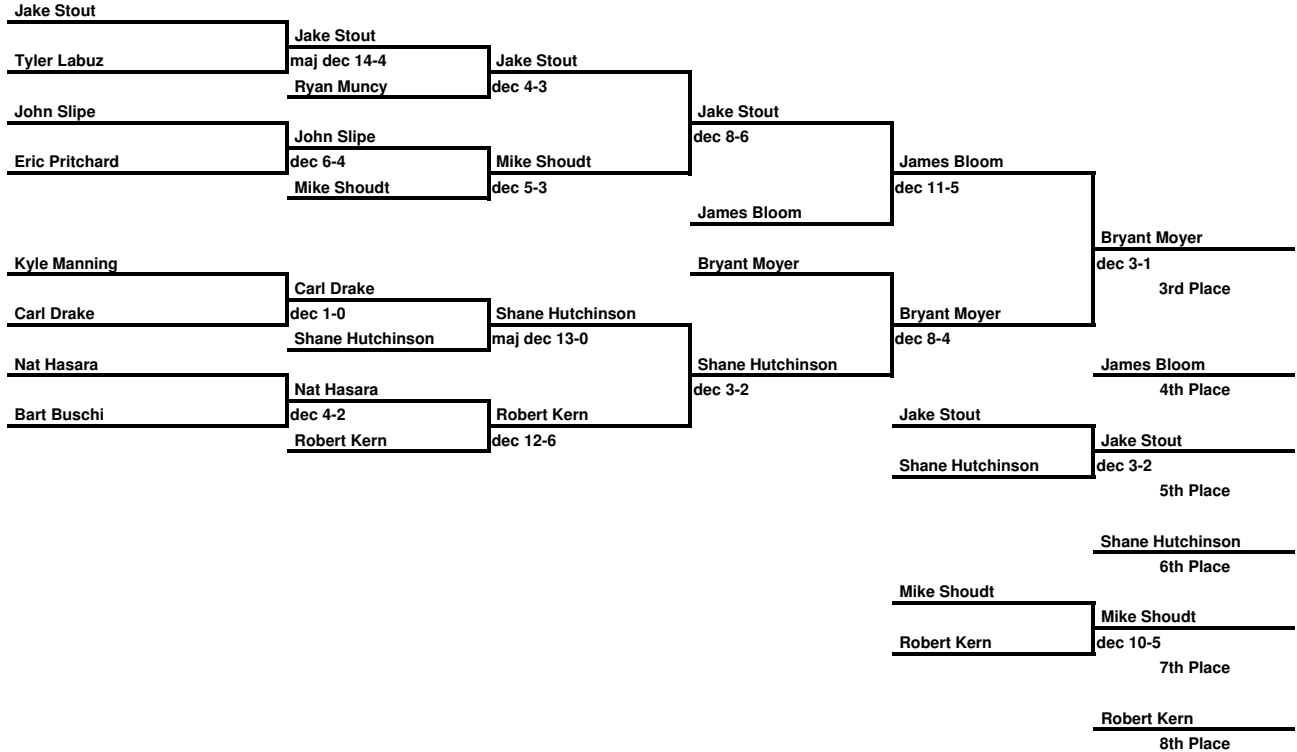 Jake Stout
Jake Stout
Tyler Labuz
maj dec 14-4
Jake Stout
Ryan Muncy
dec 4-3
John Slipe
Jake Stout
John Slipe
dec 8-6
Eric Pritchard
dec 6-4
Mike Shoudt
James Bloom
Mike Shoudt
dec 5-3
dec 11-5
James Bloom
Bryant Moyer
Kyle Manning
Bryant Moyer
dec 3-1
Carl Drake
3rd Place
Carl Drake
dec 1-0
Shane Hutchinson
Bryant Moyer
Shane Hutchinson
maj dec 13-0
dec 8-4
Nat Hasara
Shane Hutchinson
James Bloom
Nat Hasara
dec 3-2
4th Place
Bart Buschi
dec 4-2
Robert Kern
Jake Stout
Robert Kern
dec 12-6
Jake Stout
Shane Hutchinson
dec 3-2
5th Place
Shane Hutchinson
6th Place
Mike Shoudt
Mike Shoudt
Robert Kern
dec 10-5
7th Place
Robert Kern
8th Place